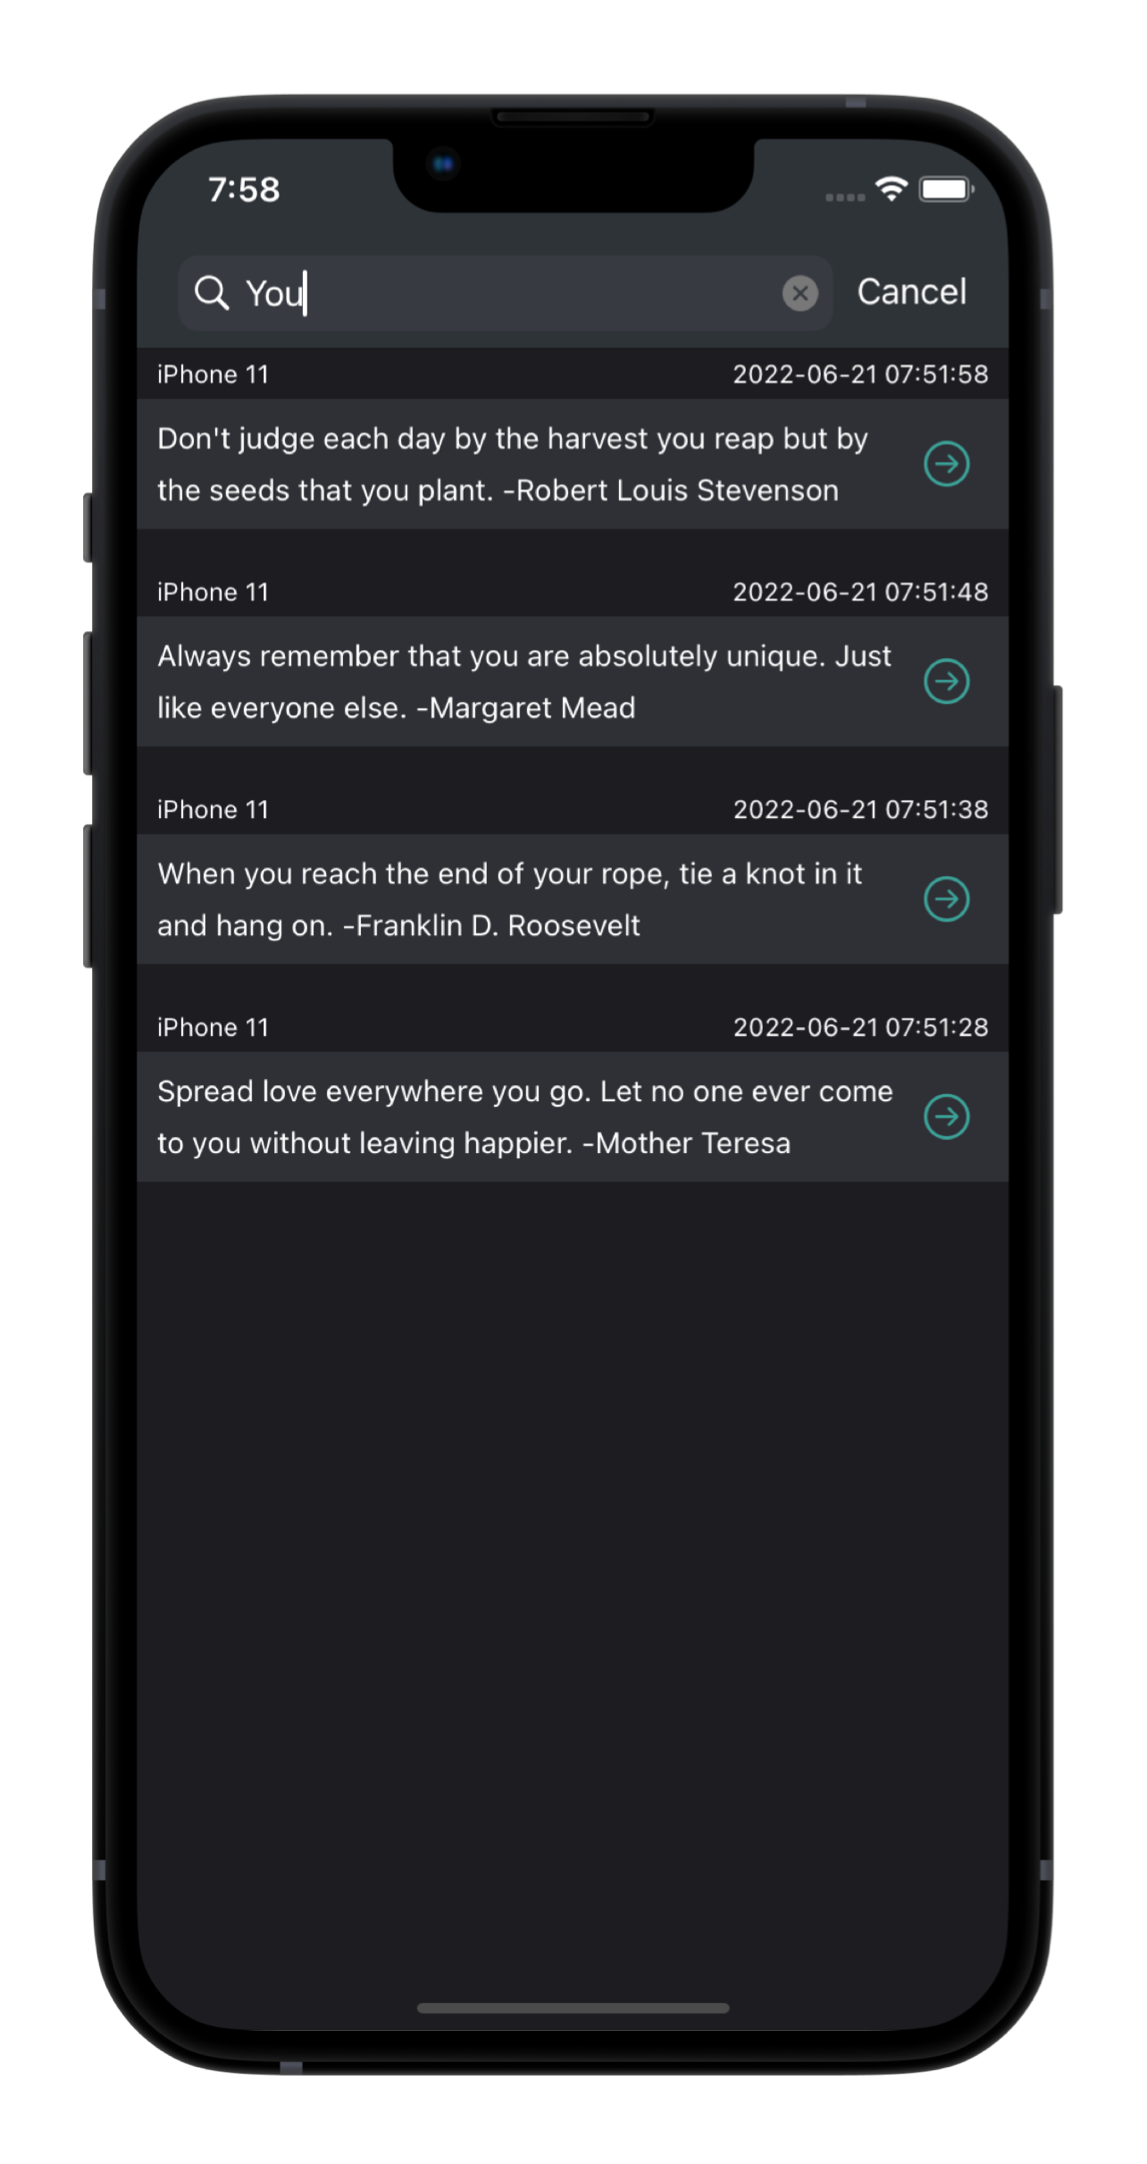 7:58
You
Cancel
iPhone 11 2022-06-21 07:51:58
Don't judge each day by the harvest you reap but by
the seeds that you plant. -Robert Louis Stevenson
iPhone 11 2022-06-21 07:51:48
Always remember that you are absolutely unique. Just
like everyone else. -Margaret Mead
iPhone 11 2022-06-21 07:51:38
When you reach the end of your rope, tie a knot in it
and hang on. -Franklin D. Roosevelt
iPhone 11 2022-06-21 07:51:28
Spread love everywhere you go. Let no one ever come
to you without leaving happier. -Mother Teresa